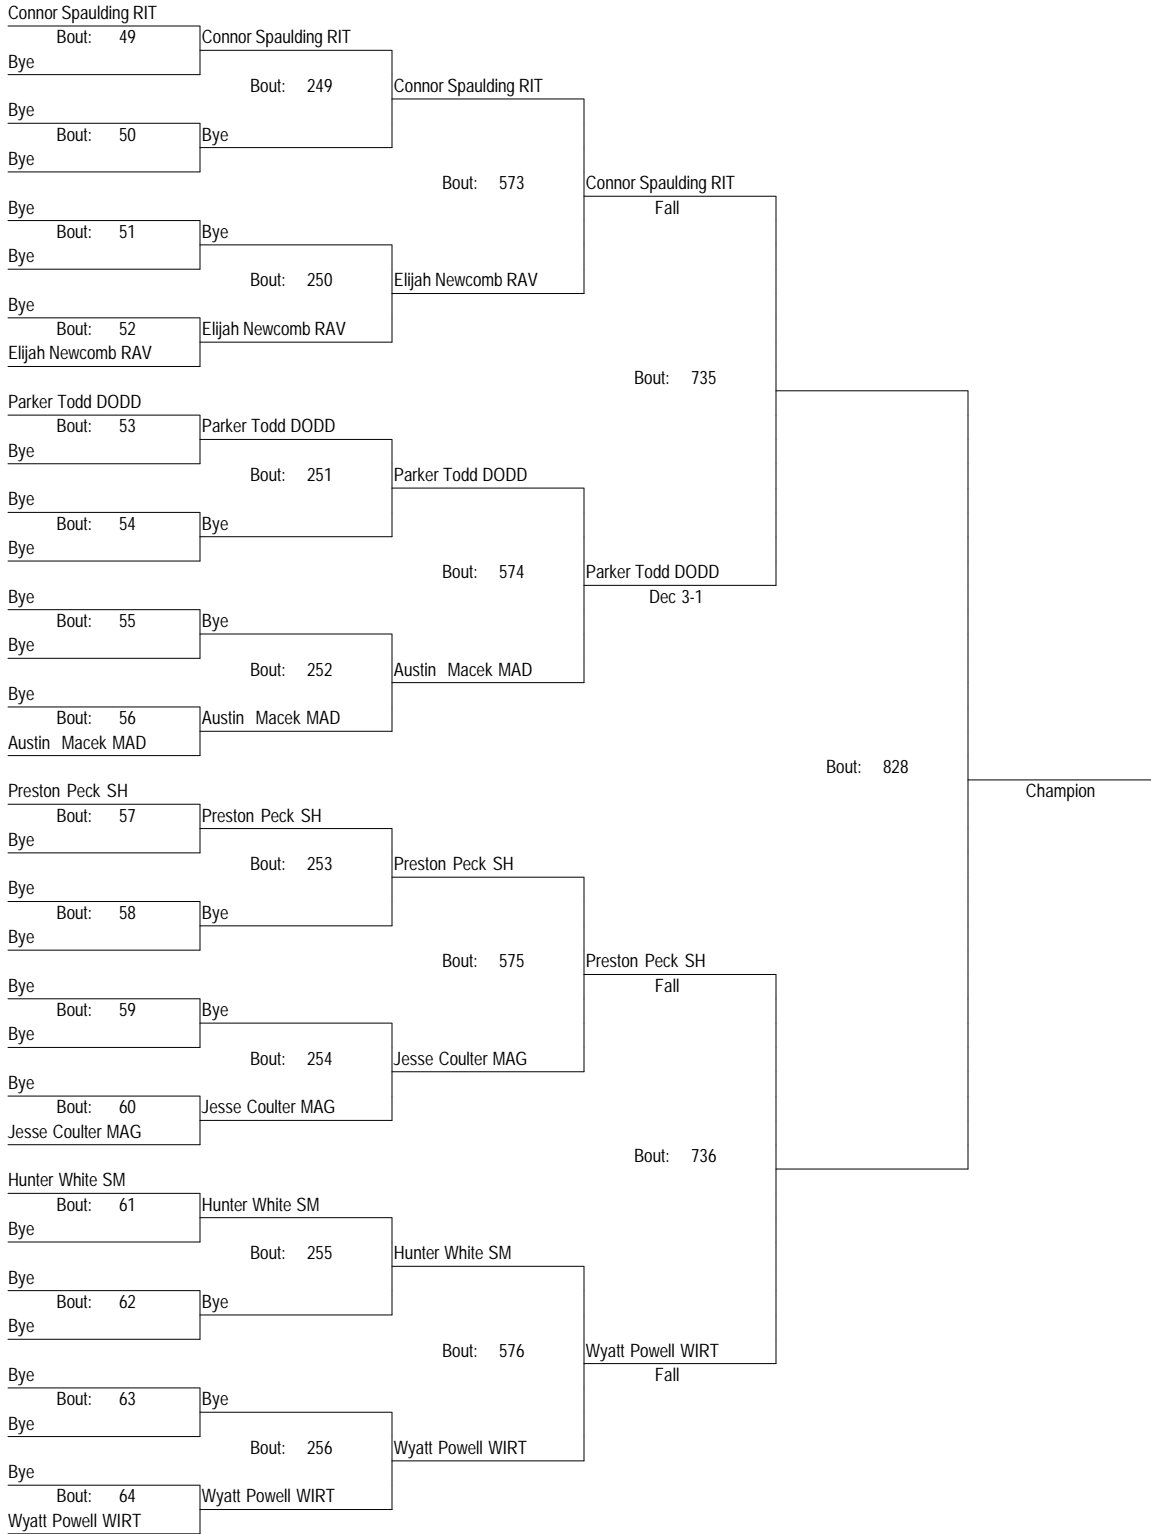 Connor Spaulding RIT
Bout: 49 Connor Spaulding RIT
Bye
Bout: 249 Connor Spaulding RIT
Bye
Bout: 50 Bye
Bye
Bout: 573 Connor Spaulding RIT
Bye Fall
Bout: 51 Bye
Bye
Bout: 250 Elijah Newcomb RAV
Bye
Bout: 52 Elijah Newcomb RAV
Elijah Newcomb RAV
Bout: 735
Parker Todd DODD
Bout: 53 Parker Todd DODD
Bye
Bout: 251 Parker Todd DODD
Bye
Bout: 54 Bye
Bye
Bout: 574 Parker Todd DODD
Bye Dec 3-1
Bout: 55 Bye
Bye
Bout: 252 Austin Macek MAD
Bye
Bout: 56 Austin Macek MAD
Austin Macek MAD
Bout: 828
Preston Peck SH Champion
Bout: 57 Preston Peck SH
Bye
Bout: 253 Preston Peck SH
Bye
Bout: 58 Bye
Bye
Bout: 575 Preston Peck SH
Bye Fall
Bout: 59 Bye
Bye
Bout: 254 Jesse Coulter MAG
Bye
Bout: 60 Jesse Coulter MAG
Jesse Coulter MAG
Bout: 736
Hunter White SM
Bout: 61 Hunter White SM
Bye
Bout: 255 Hunter White SM
Bye
Bout: 62 Bye
Bye
Bout: 576 Wyatt Powell WIRT
Bye Fall
Bout: 63 Bye
Bye
Bout: 256 Wyatt Powell WIRT
Bye
Bout: 64 Wyatt Powell WIRT
Wyatt Powell WIRT